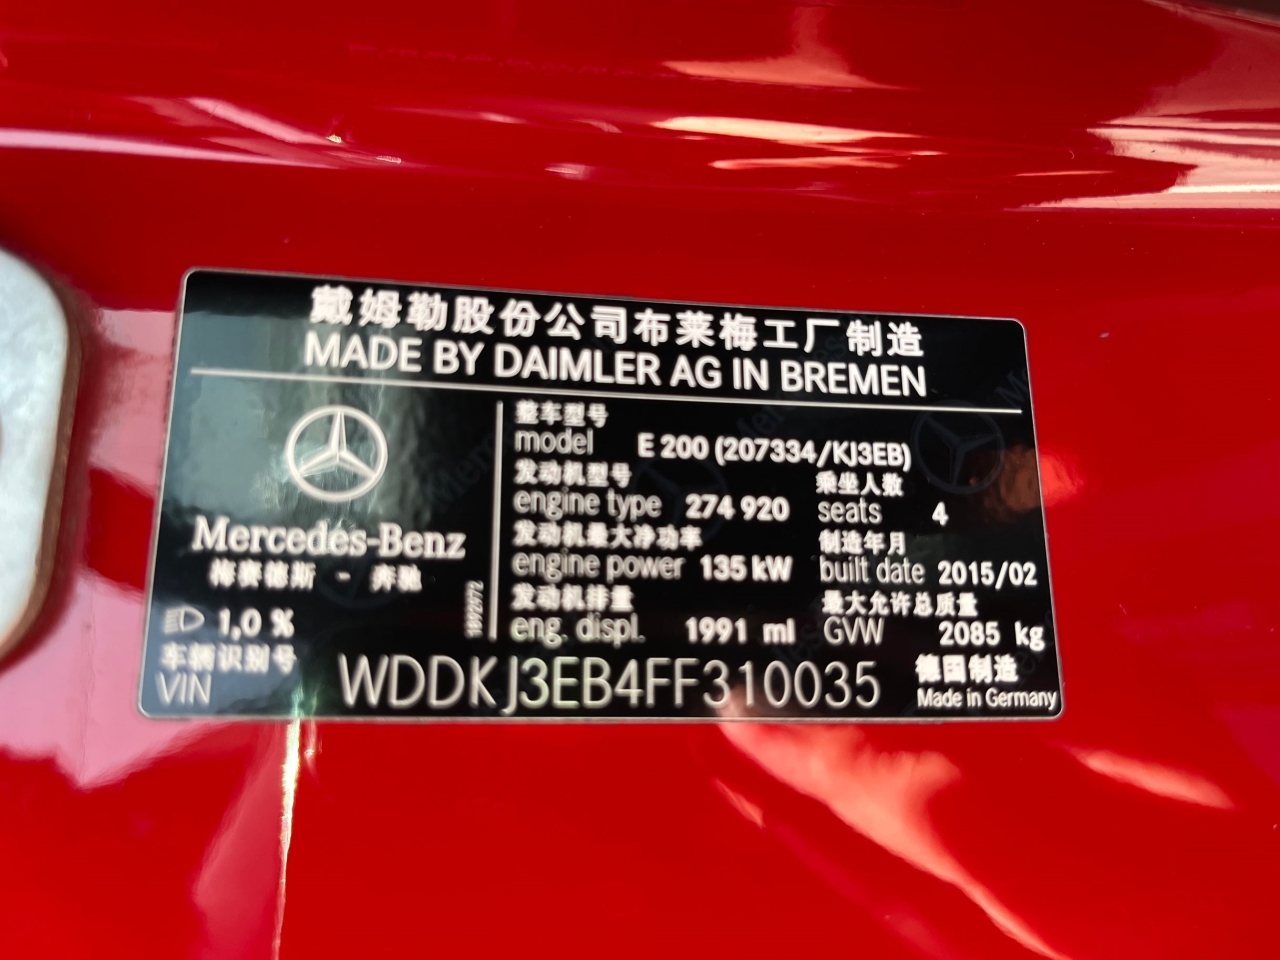 戴姆勒股份公司布莱梅工厂制造
MADE BY DAIMLER AG IN BREMEN
Mercedes-Benz
梅赛德斯 - 奔驰
1,0 %
1892972
整车型号
model E 200 (207334/KJ3EB)
发动机型号
engine type 274 920
乘坐人数
seats 4
发动机最大净功率
engine power 135 kW
制造年月
built date 2015/02
发动机排量
eng. displ. 1991 ml
最大允许总质量
GVW 2085 kg
车辆识别号
VIN WDDKJ3EB4FF310035
德国制造
Made in Germany